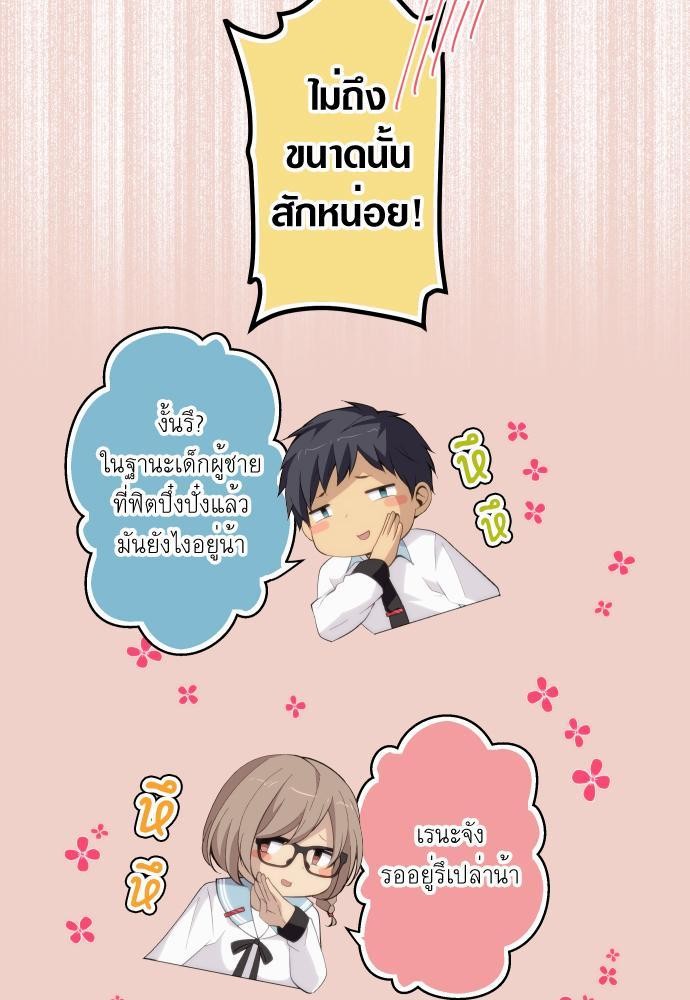 ไม่ถึง
ขนาดนั้น
สักหน่อย!
งั้นรึ?
ในฐานะเด็กผู้ชาย
ที่ฟิตปึ๋งปั๋งแล้ว
มันยังไงอยู่น้า
หึ
หึ
หึ
หึ
เรนะจัง
รออยู่รึเปล่าน้า